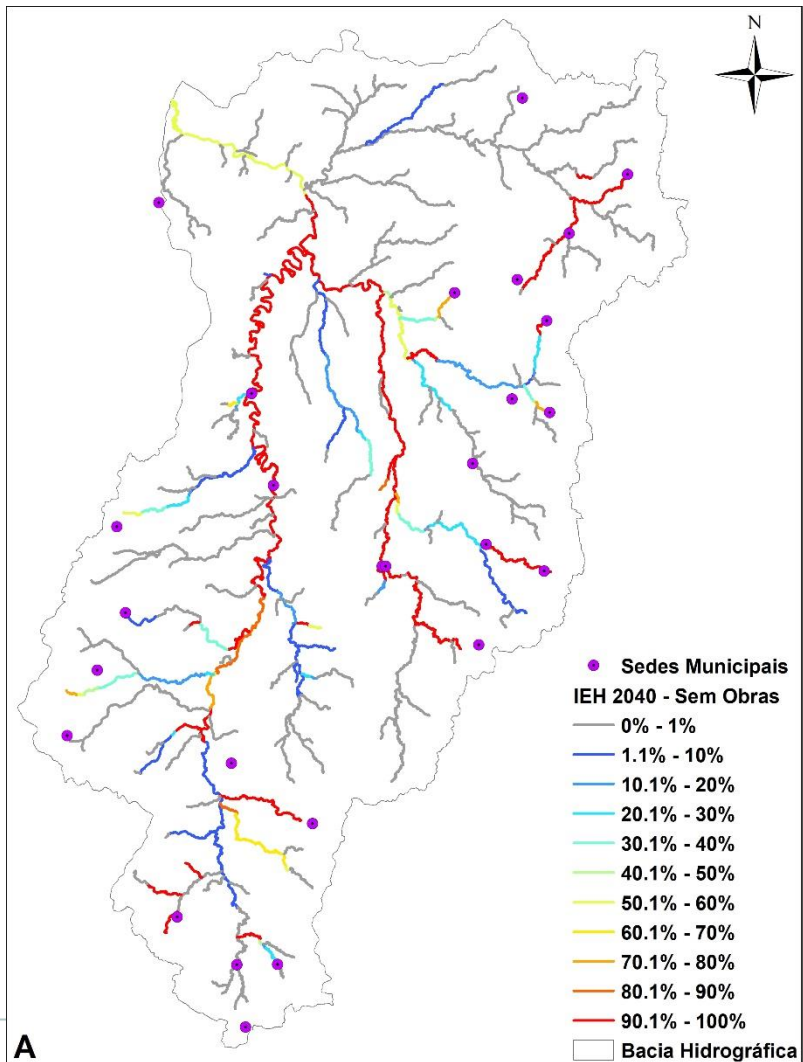 N
Sedes Municipais
IEH 2040 - Sem Obras
0% - 1%
1.1% - 10%
10.1% - 20%
20.1% - 30%
30.1% - 40%
40.1% - 50%
50.1% - 60%
60.1% - 70%
70.1% - 80%
80.1% - 90%
90.1% - 100%
Bacia Hidrográfica
A